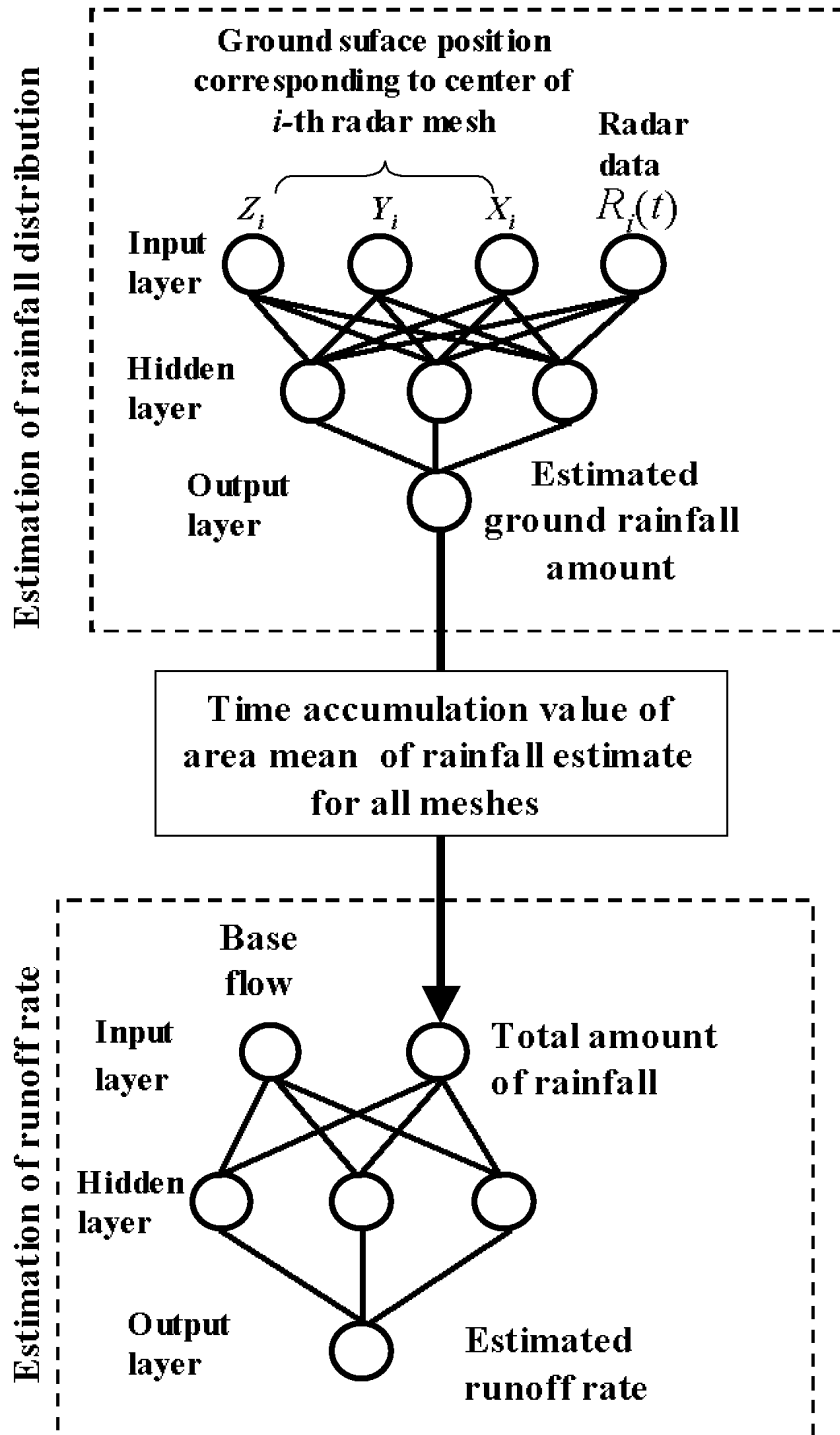 Estimation of rainfall distribution
Ground suface position
corresponding to center of
i-th radar mesh
Radar
data
Z_i Y_i X_i R_i(t)
Input
layer
Hidden
layer
Output
layer
Estimated
ground rainfall
amount
Time accumulation value of
area mean of rainfall estimate
for all meshes
Estimation of runoff rate
Base
flow
Input
layer
Total amount
of rainfall
Hidden
layer
Output
layer
Estimated
runoff rate